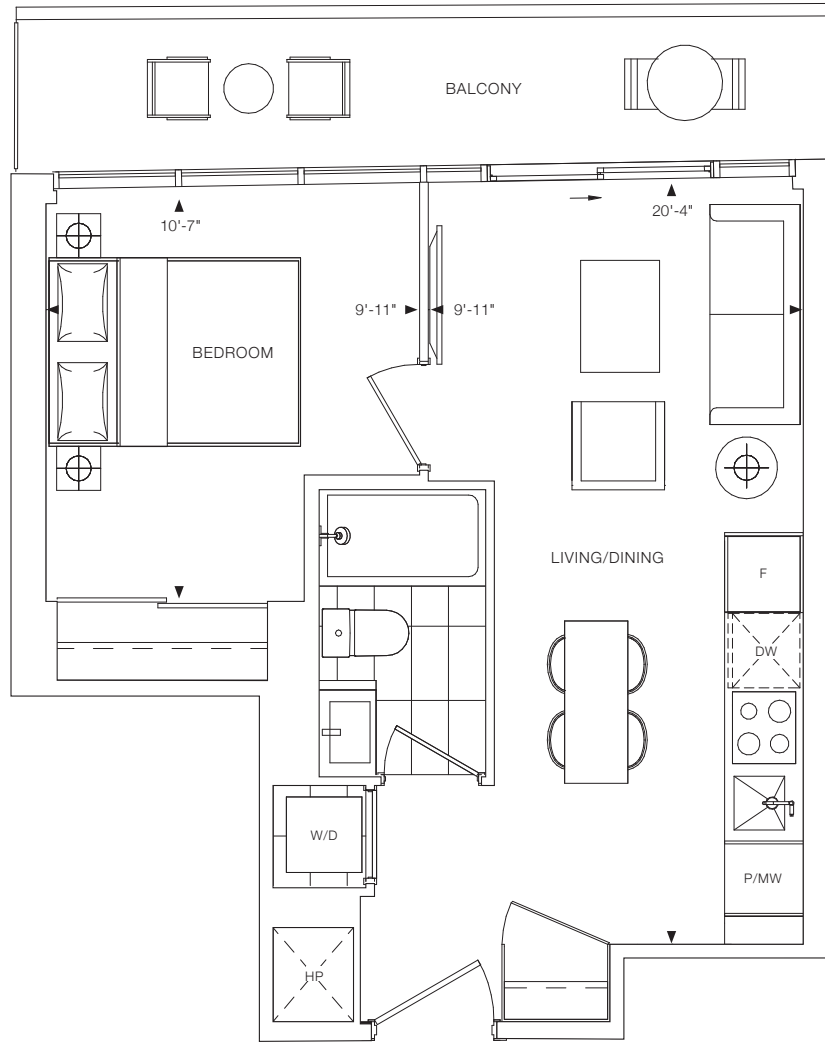 BALCONY
10'-7"
20'-4"
9'-11"
9'-11"
BEDROOM
LIVING/DINING
F
DW
W/D
P/MW
HP